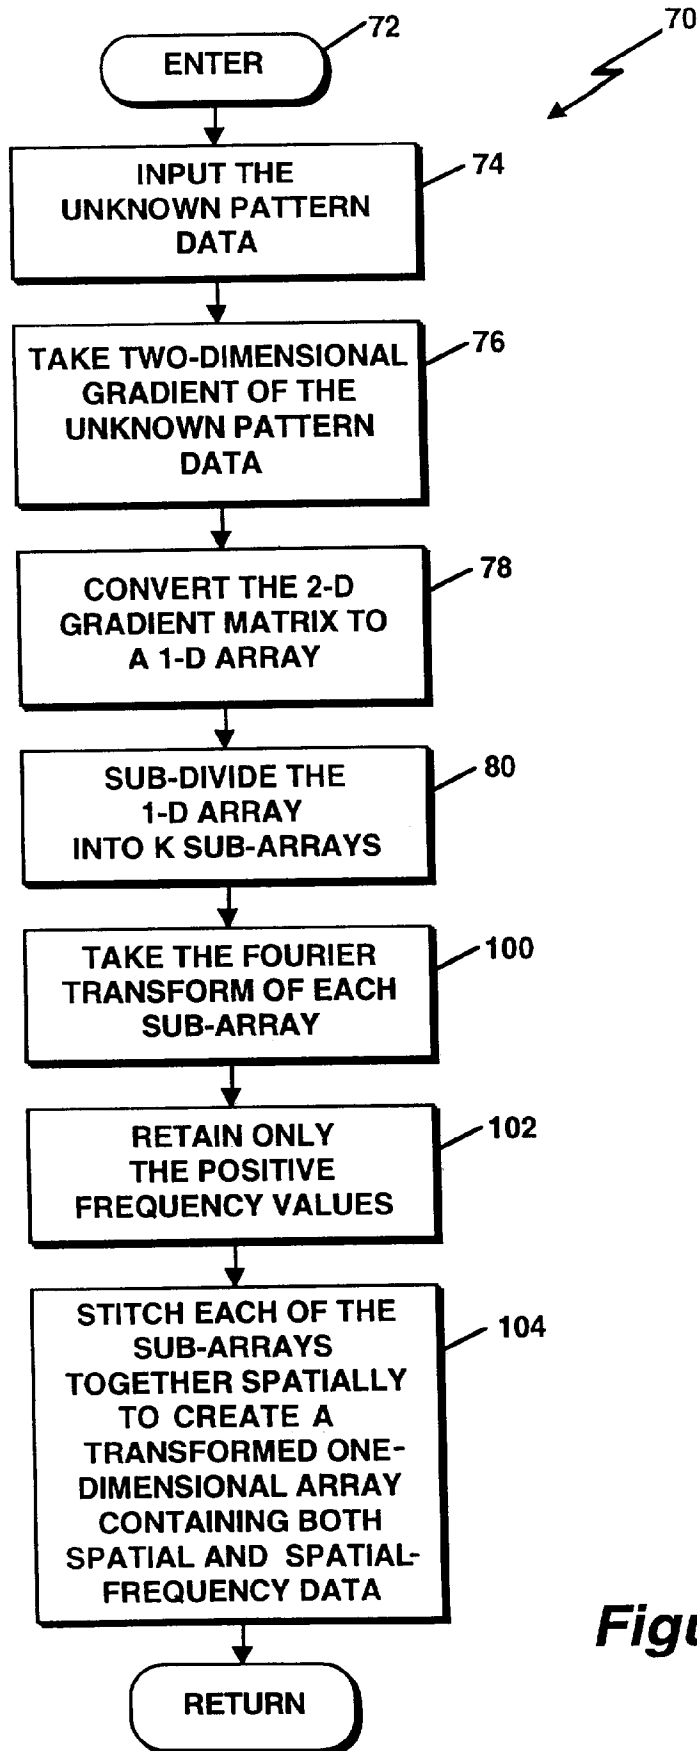 72
70
ENTER
74
INPUT THE
UNKNOWN PATTERN
DATA
76
TAKE TWO-DIMENSIONAL
GRADIENT OF THE
UNKNOWN PATTERN
DATA
78
CONVERT THE 2-D
GRADIENT MATRIX TO
A 1-D ARRAY
80
SUB-DIVIDE THE
1-D ARRAY
INTO K SUB-ARRAYS
100
TAKE THE FOURIER
TRANSFORM OF EACH
SUB-ARRAY
102
RETAIN ONLY
THE POSITIVE
FREQUENCY VALUES
104
STITCH EACH OF THE
SUB-ARRAYS
TOGETHER SPATIALLY
TO CREATE A
TRANSFORMED ONE-
DIMENSIONAL ARRAY
CONTAINING BOTH
SPATIAL AND SPATIAL-
FREQUENCY DATA
Figu
RETURN